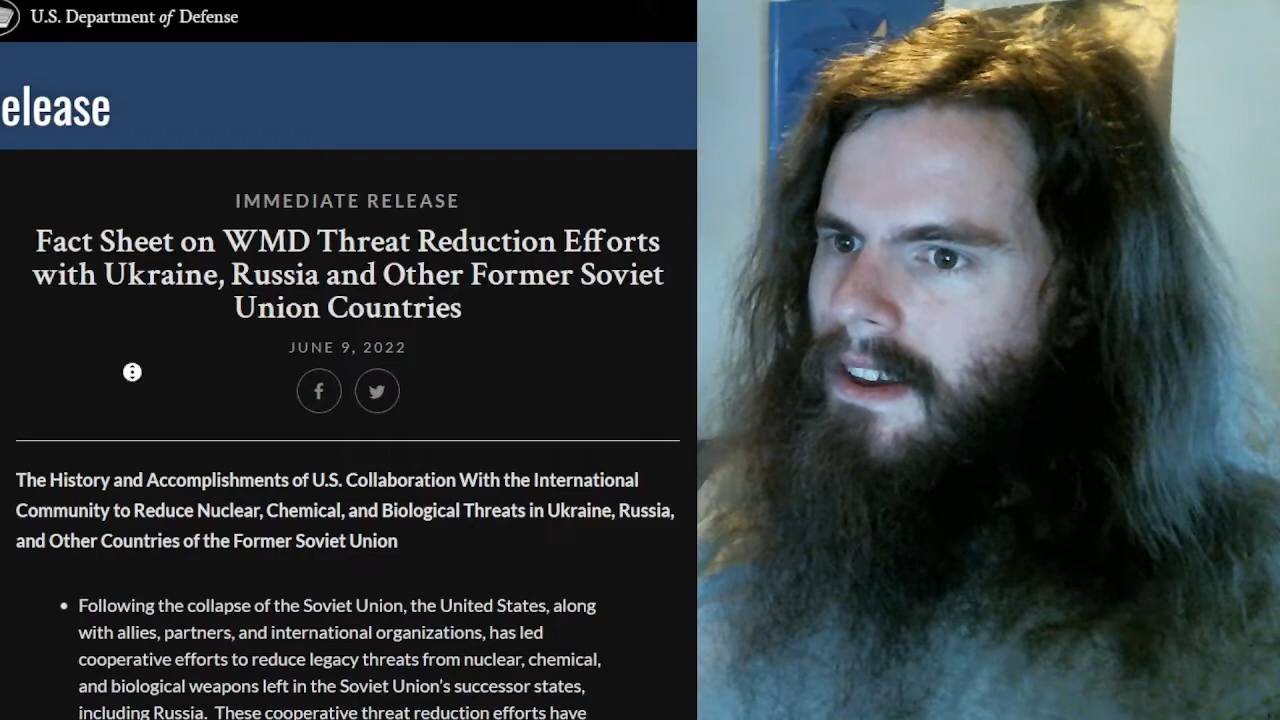 U.S. Department of Defense
elease
IMMEDIATE RELEASE
Fact Sheet on WMD Threat Reduction Efforts
with Ukraine, Russia and Other Former Soviet
Union Countries
JUNE 9, 2022
The History and Accomplishments of U.S. Collaboration With the International
Community to Reduce Nuclear, Chemical, and Biological Threats in Ukraine, Russia,
and Other Countries of the Former Soviet Union
• Following the collapse of the Soviet Union, the United States, along
with allies, partners, and international organizations, has led
cooperative efforts to reduce legacy threats from nuclear, chemical,
and biological weapons left in the Soviet Union's successor states,
including Russia. These cooperative threat reduction efforts have